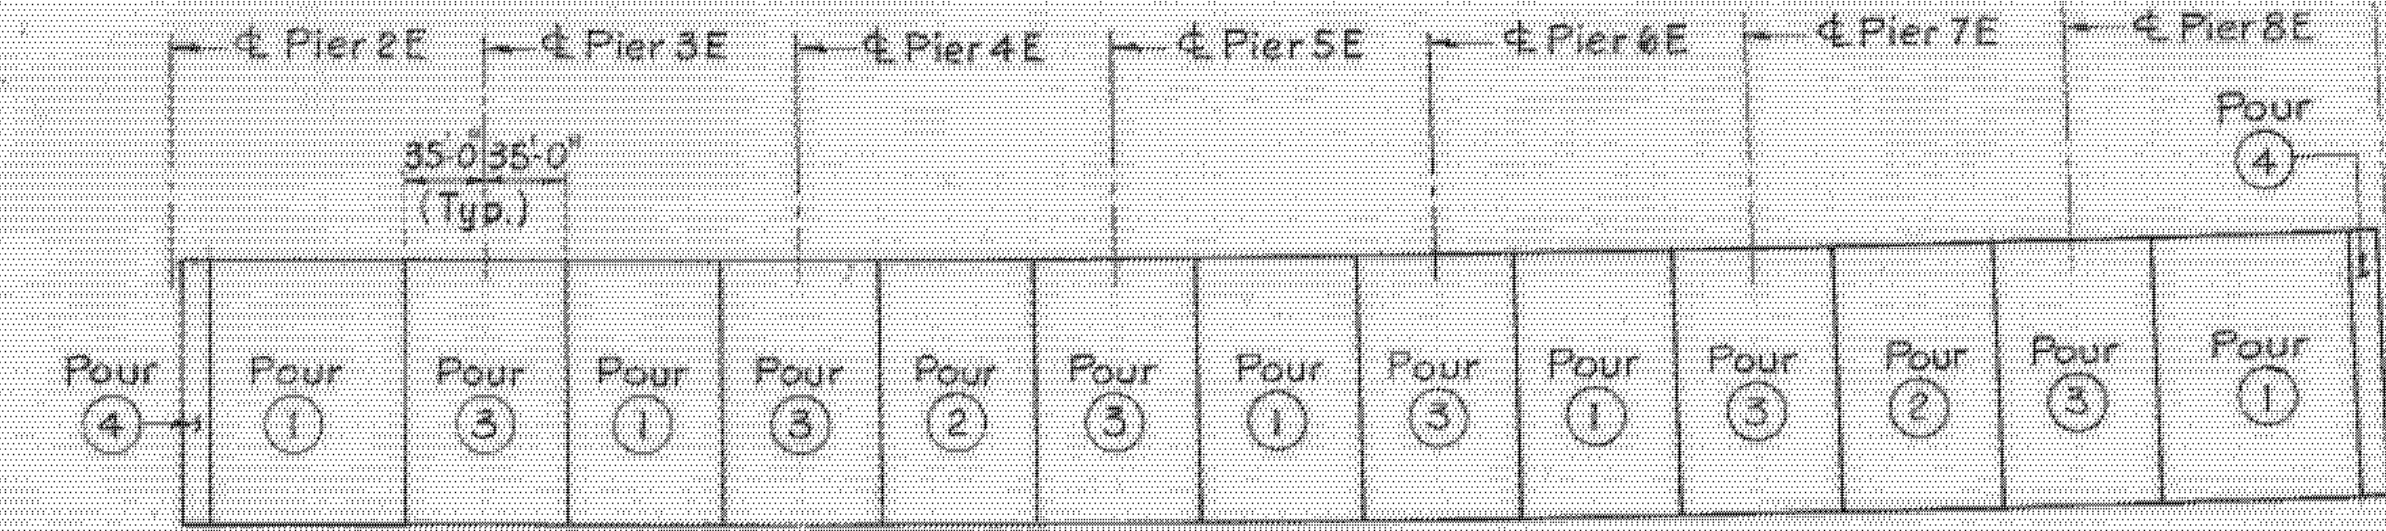 ℄ Pier 2E ℄ Pier 3E ℄ Pier 4E ℄ Pier 5E ℄ Pier 6E ℄ Pier 7E ℄ Pier 8E
Pour
4
35'-0" 35'-0"
(Typ.)
Pour Pour Pour Pour Pour Pour Pour Pour Pour Pour Pour Pour Pour Pour
4 1 3 1 3 2 3 1 3 1 3 2 3 1